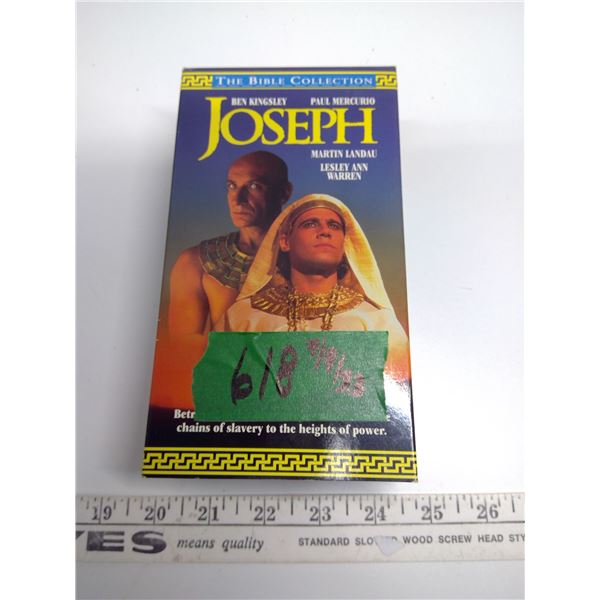 THE BIBLE COLLECTION
BEN KINGSLEY PAUL MERCURIO
JOSEPH
MARTIN LANDAU
LESLEY ANN
WARREN
618
Betr
chains of slavery to the heights of power.
19 20 21 22 23 24 25 26
YES means quality STANDARD SLOTTED WOOD SCREW HEAD